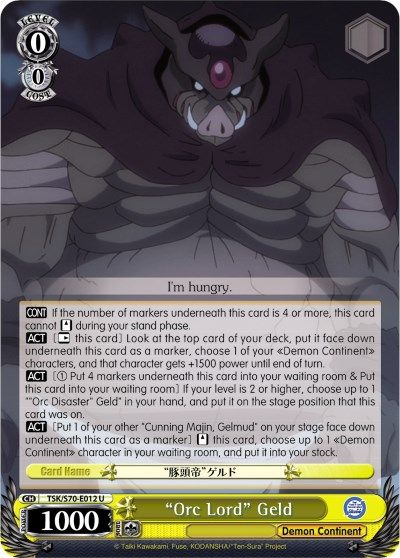 LEVEL
0
0
COST
I'm hungry.
CONT If the number of markers underneath this card is 4 or more, this card
cannot during your stand phase.
ACT [ this card] Look at the top card of your deck, put it face down
underneath this card as a marker, choose 1 of your «Demon Continent»
characters, and that character gets +1500 power until end of turn.
ACT [① Put 4 markers underneath this card into your waiting room & Put
this card into your waiting room] If your level is 2 or higher, choose up to 1
""Orc Disaster" Geld" in your hand, and put it on the stage position that this
card was on.
ACT [Put 1 of your other "Cunning Majin, Gelmud" on your stage face down
underneath this card as a marker] this card, choose up to 1 «Demon
Continent» character in your waiting room, and put it into your stock.
Card Name "豚頭帝"ゲルド
CH TSK/S70-E012 U
POWER 1000 SOUL
"Orc Lord" Geld
Demon Continent
© Taiki Kawakami, Fuse, KODANSHA/"Ten-Sura" Project